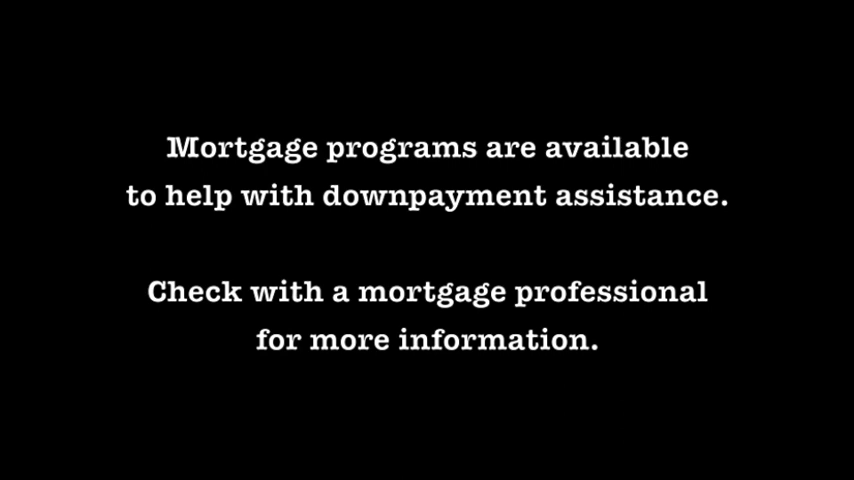 Mortgage programs are available
to help with downpayment assistance.
Check with a mortgage professional
for more information.